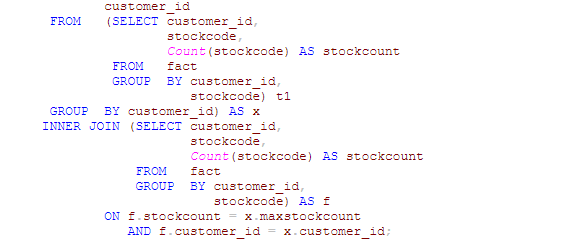 customer_id
FROM (SELECT customer_id,
stockcode,
Count(stockcode) AS stockcount
FROM fact
GROUP BY customer_id,
stockcode) t1
GROUP BY customer_id) AS x
INNER JOIN (SELECT customer_id,
stockcode,
Count(stockcode) AS stockcount
FROM fact
GROUP BY customer_id,
stockcode) AS f
ON f.stockcount = x.maxstockcount
AND f.customer_id = x.customer_id;